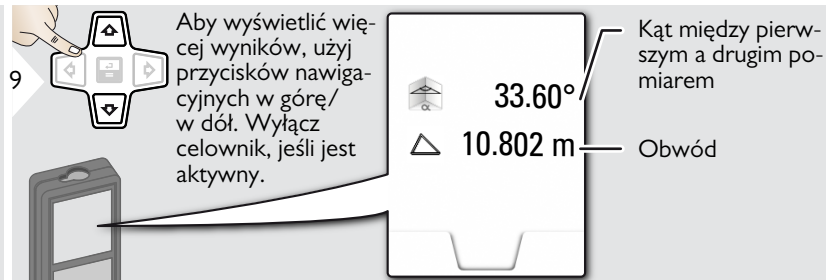 9
Aby wyświetlić wię-
cej wyników, użyj
przycisków nawiga-
cyjnych w górę/
w dół. Wyłącz
celownik, jeśli jest
aktywny.
α 33.60°
10.802 m
Kąt między pierw-
szym a drugim po-
miarem
Obwód